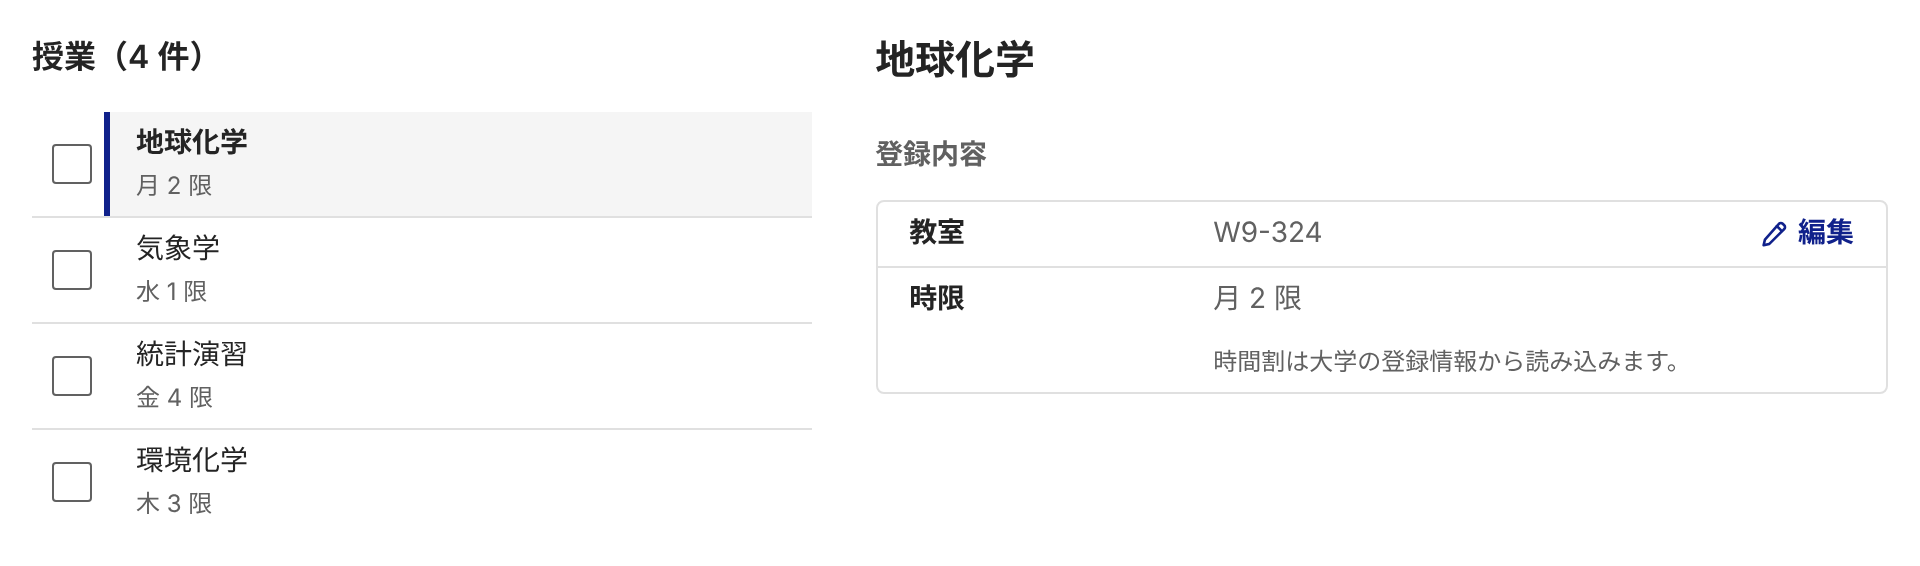 授業（4 件）
地球化学
月 2 限
気象学
水 1 限
統計演習
金 4 限
環境化学
木 3 限
地球化学
登録内容
教室 W9-324 編集
時限 月 2 限
時間割は大学の登録情報から読み込みます。